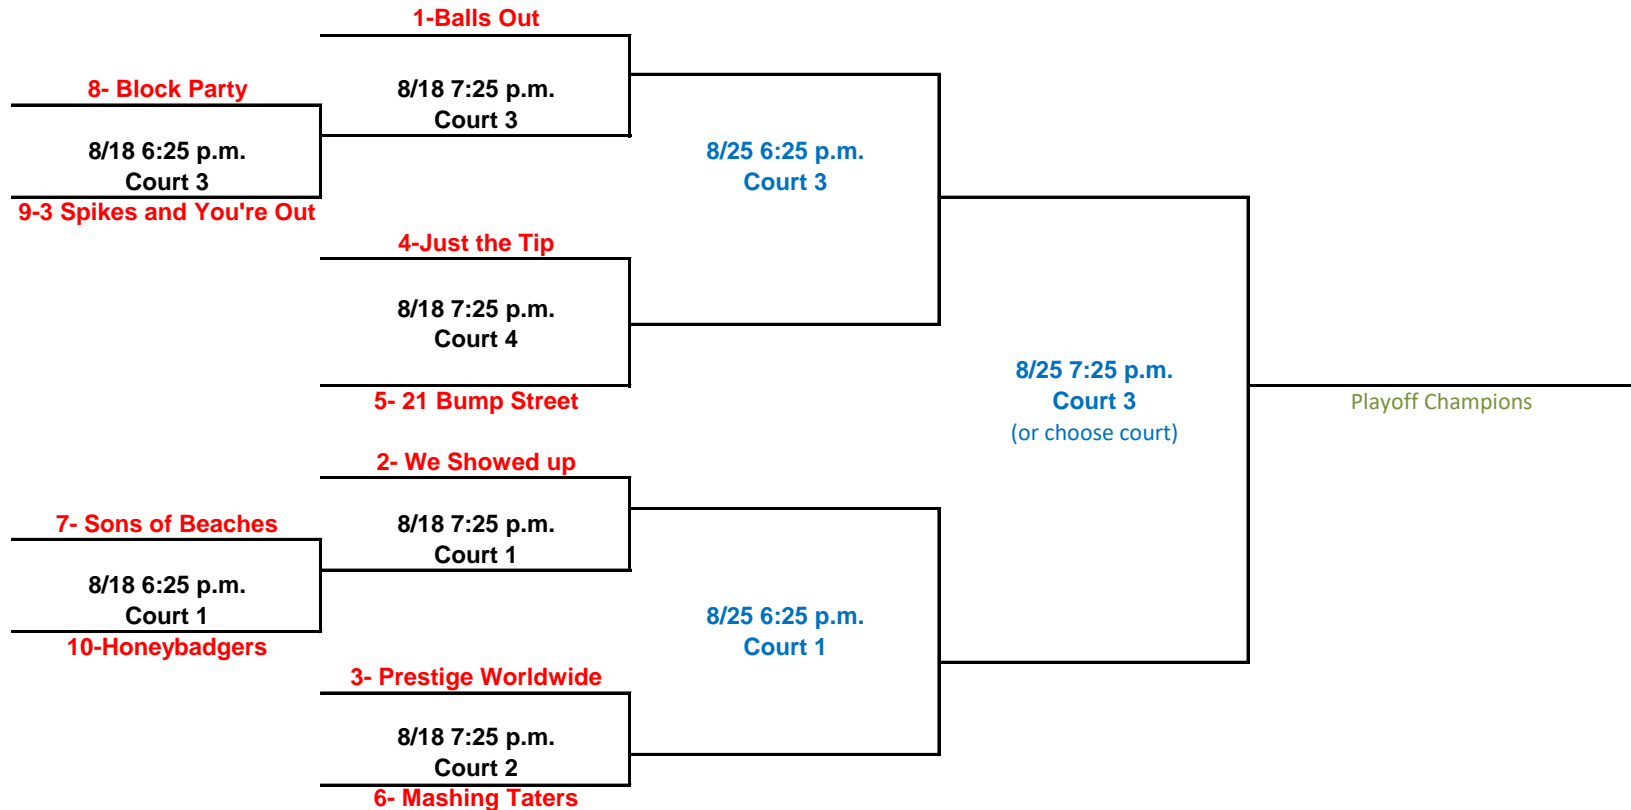 1-Balls Out
8- Block Party
8/18 7:25 p.m.
Court 3
8/18 6:25 p.m.
Court 3
8/25 6:25 p.m.
Court 3
9-3 Spikes and You're Out
4-Just the Tip
8/18 7:25 p.m.
Court 4
8/25 7:25 p.m.
Court 3
(or choose court)
Playoff Champions
5- 21 Bump Street
2- We Showed up
7- Sons of Beaches
8/18 7:25 p.m.
Court 1
8/18 6:25 p.m.
Court 1
8/25 6:25 p.m.
Court 1
10-Honeybadgers
3- Prestige Worldwide
8/18 7:25 p.m.
Court 2
6- Mashing Taters